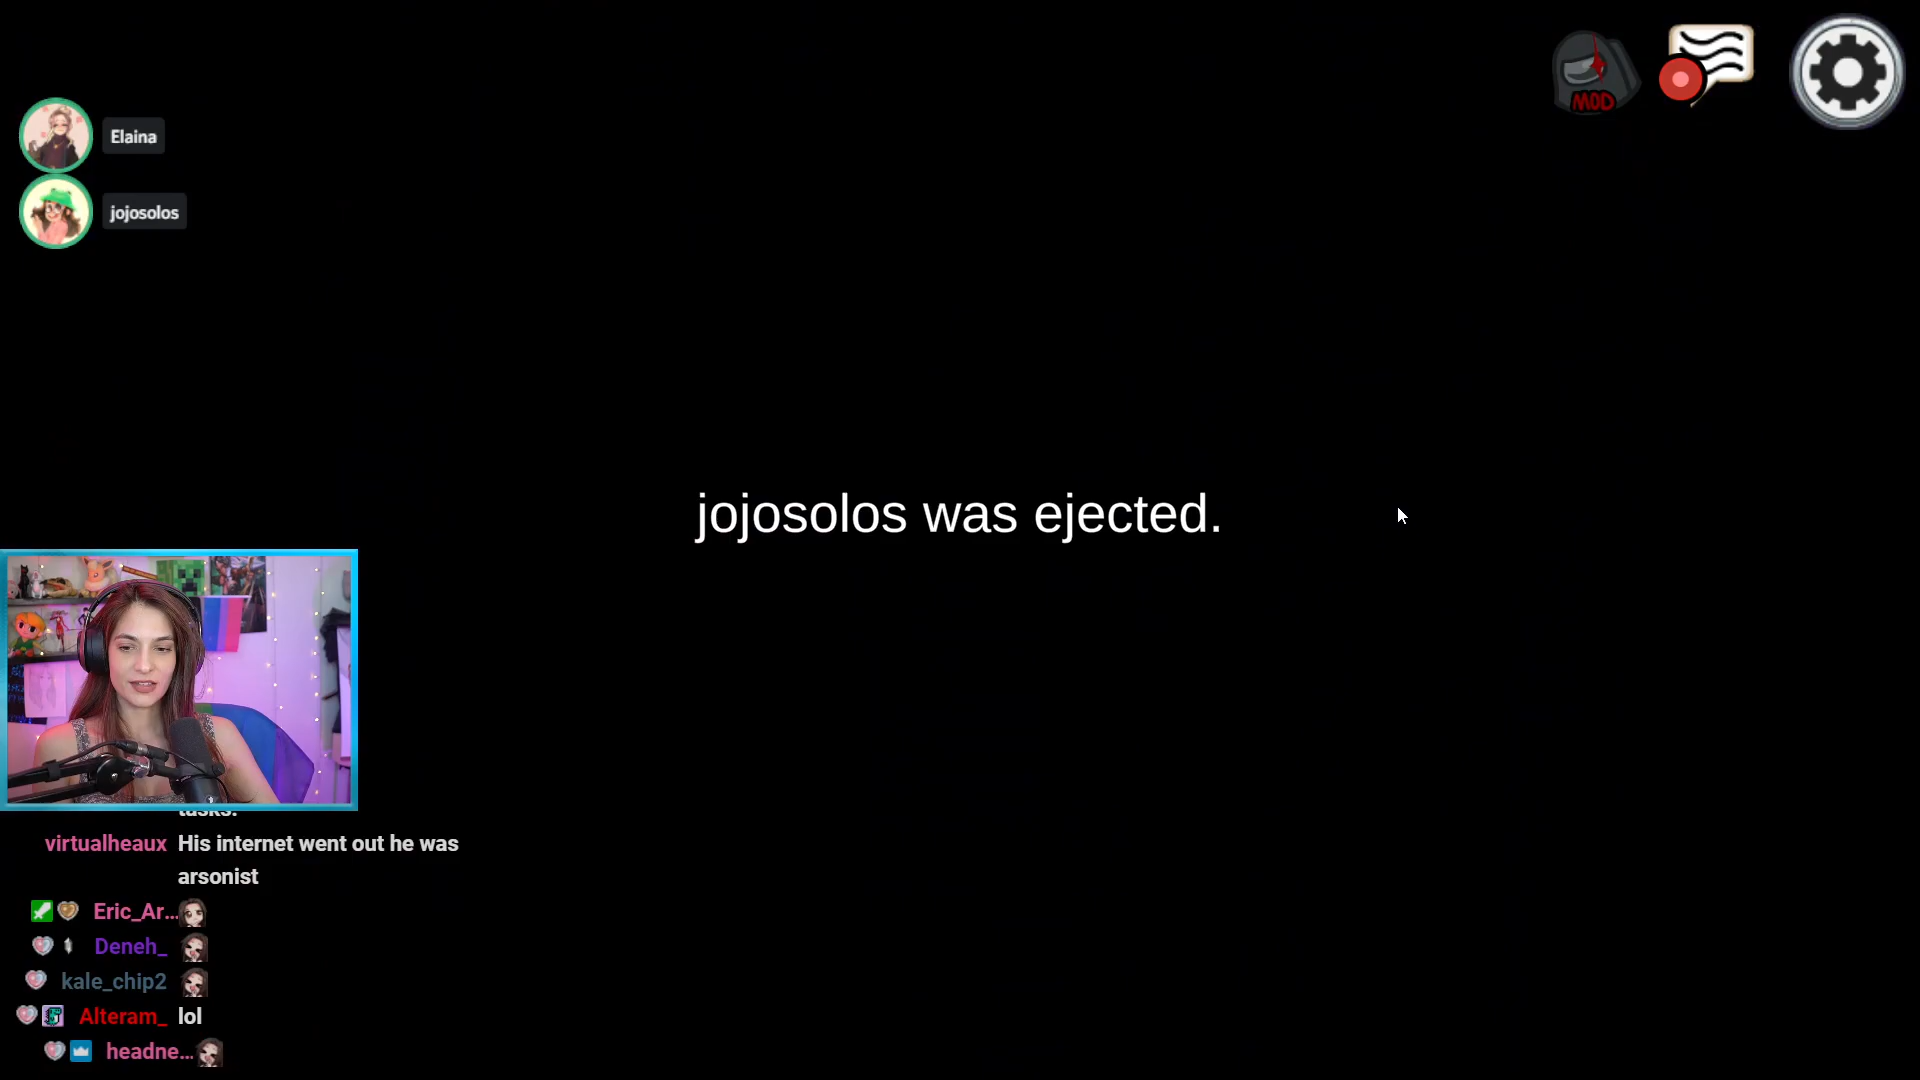 MOD
Elaina
jojosolos
jojosolos was ejected.
tasks.
virtualheaux His internet went out he was
arsonist
Eric_Ar...
Deneh_
kale_chip2
Alteram_ lol
headne...